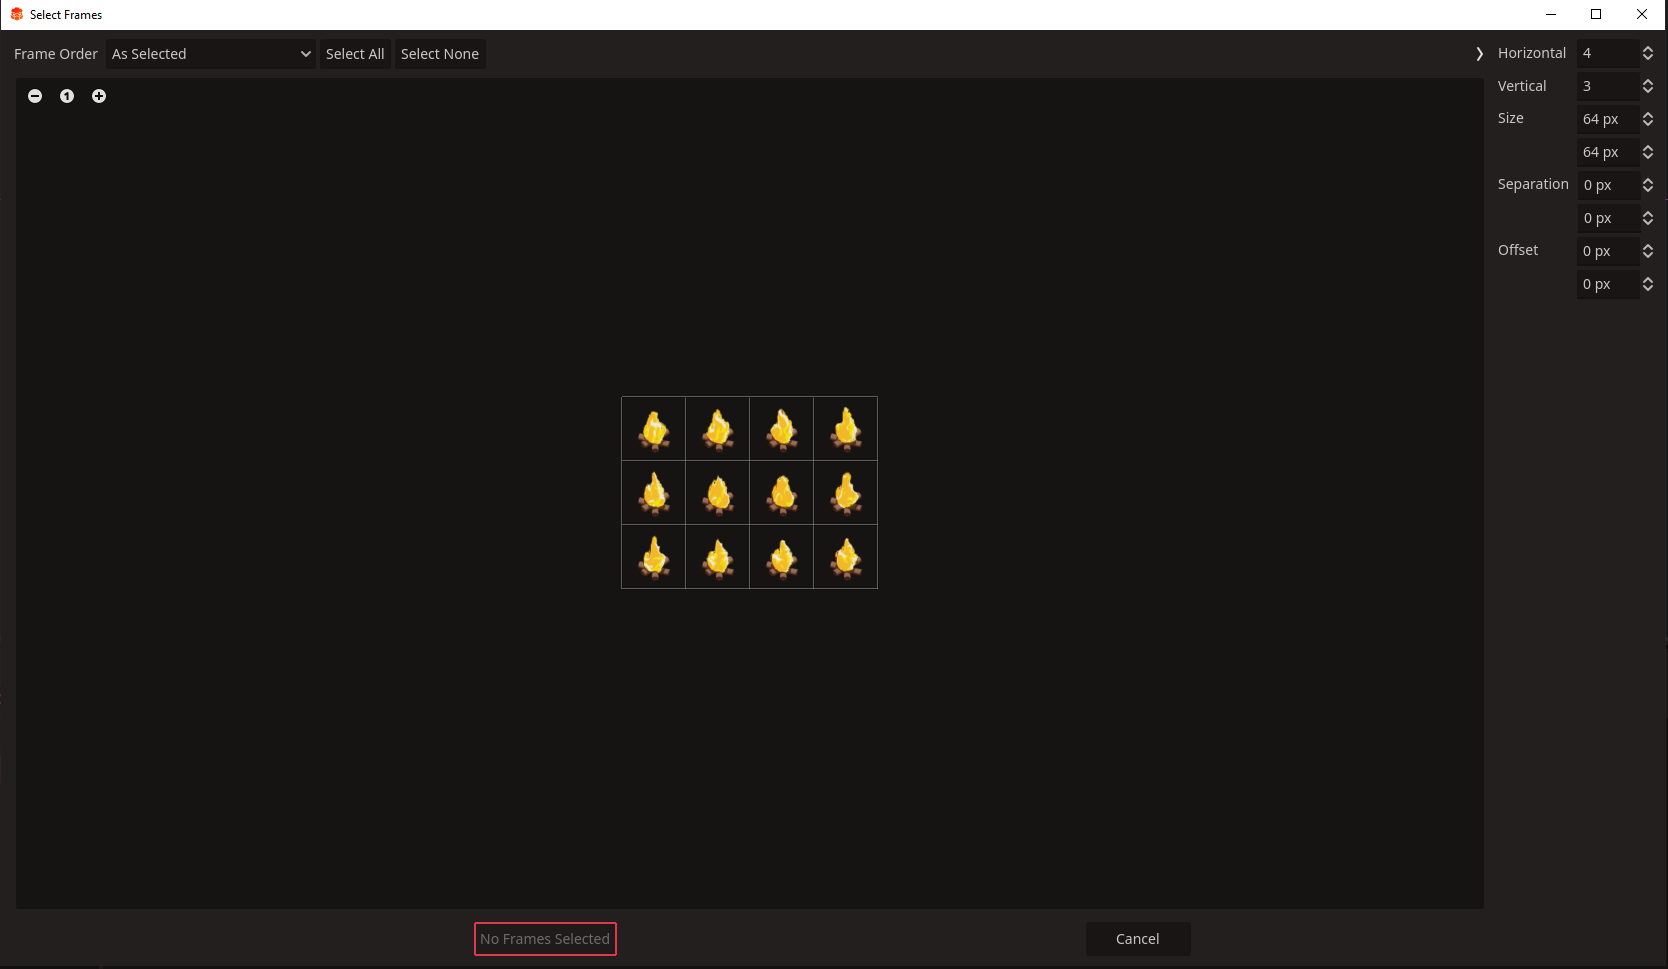 Select Frames
Frame Order As Selected Select All Select None
Horizontal 4
Vertical 3
Size 64 px
64 px
Separation 0 px
0 px
Offset 0 px
0 px
1
No Frames Selected Cancel